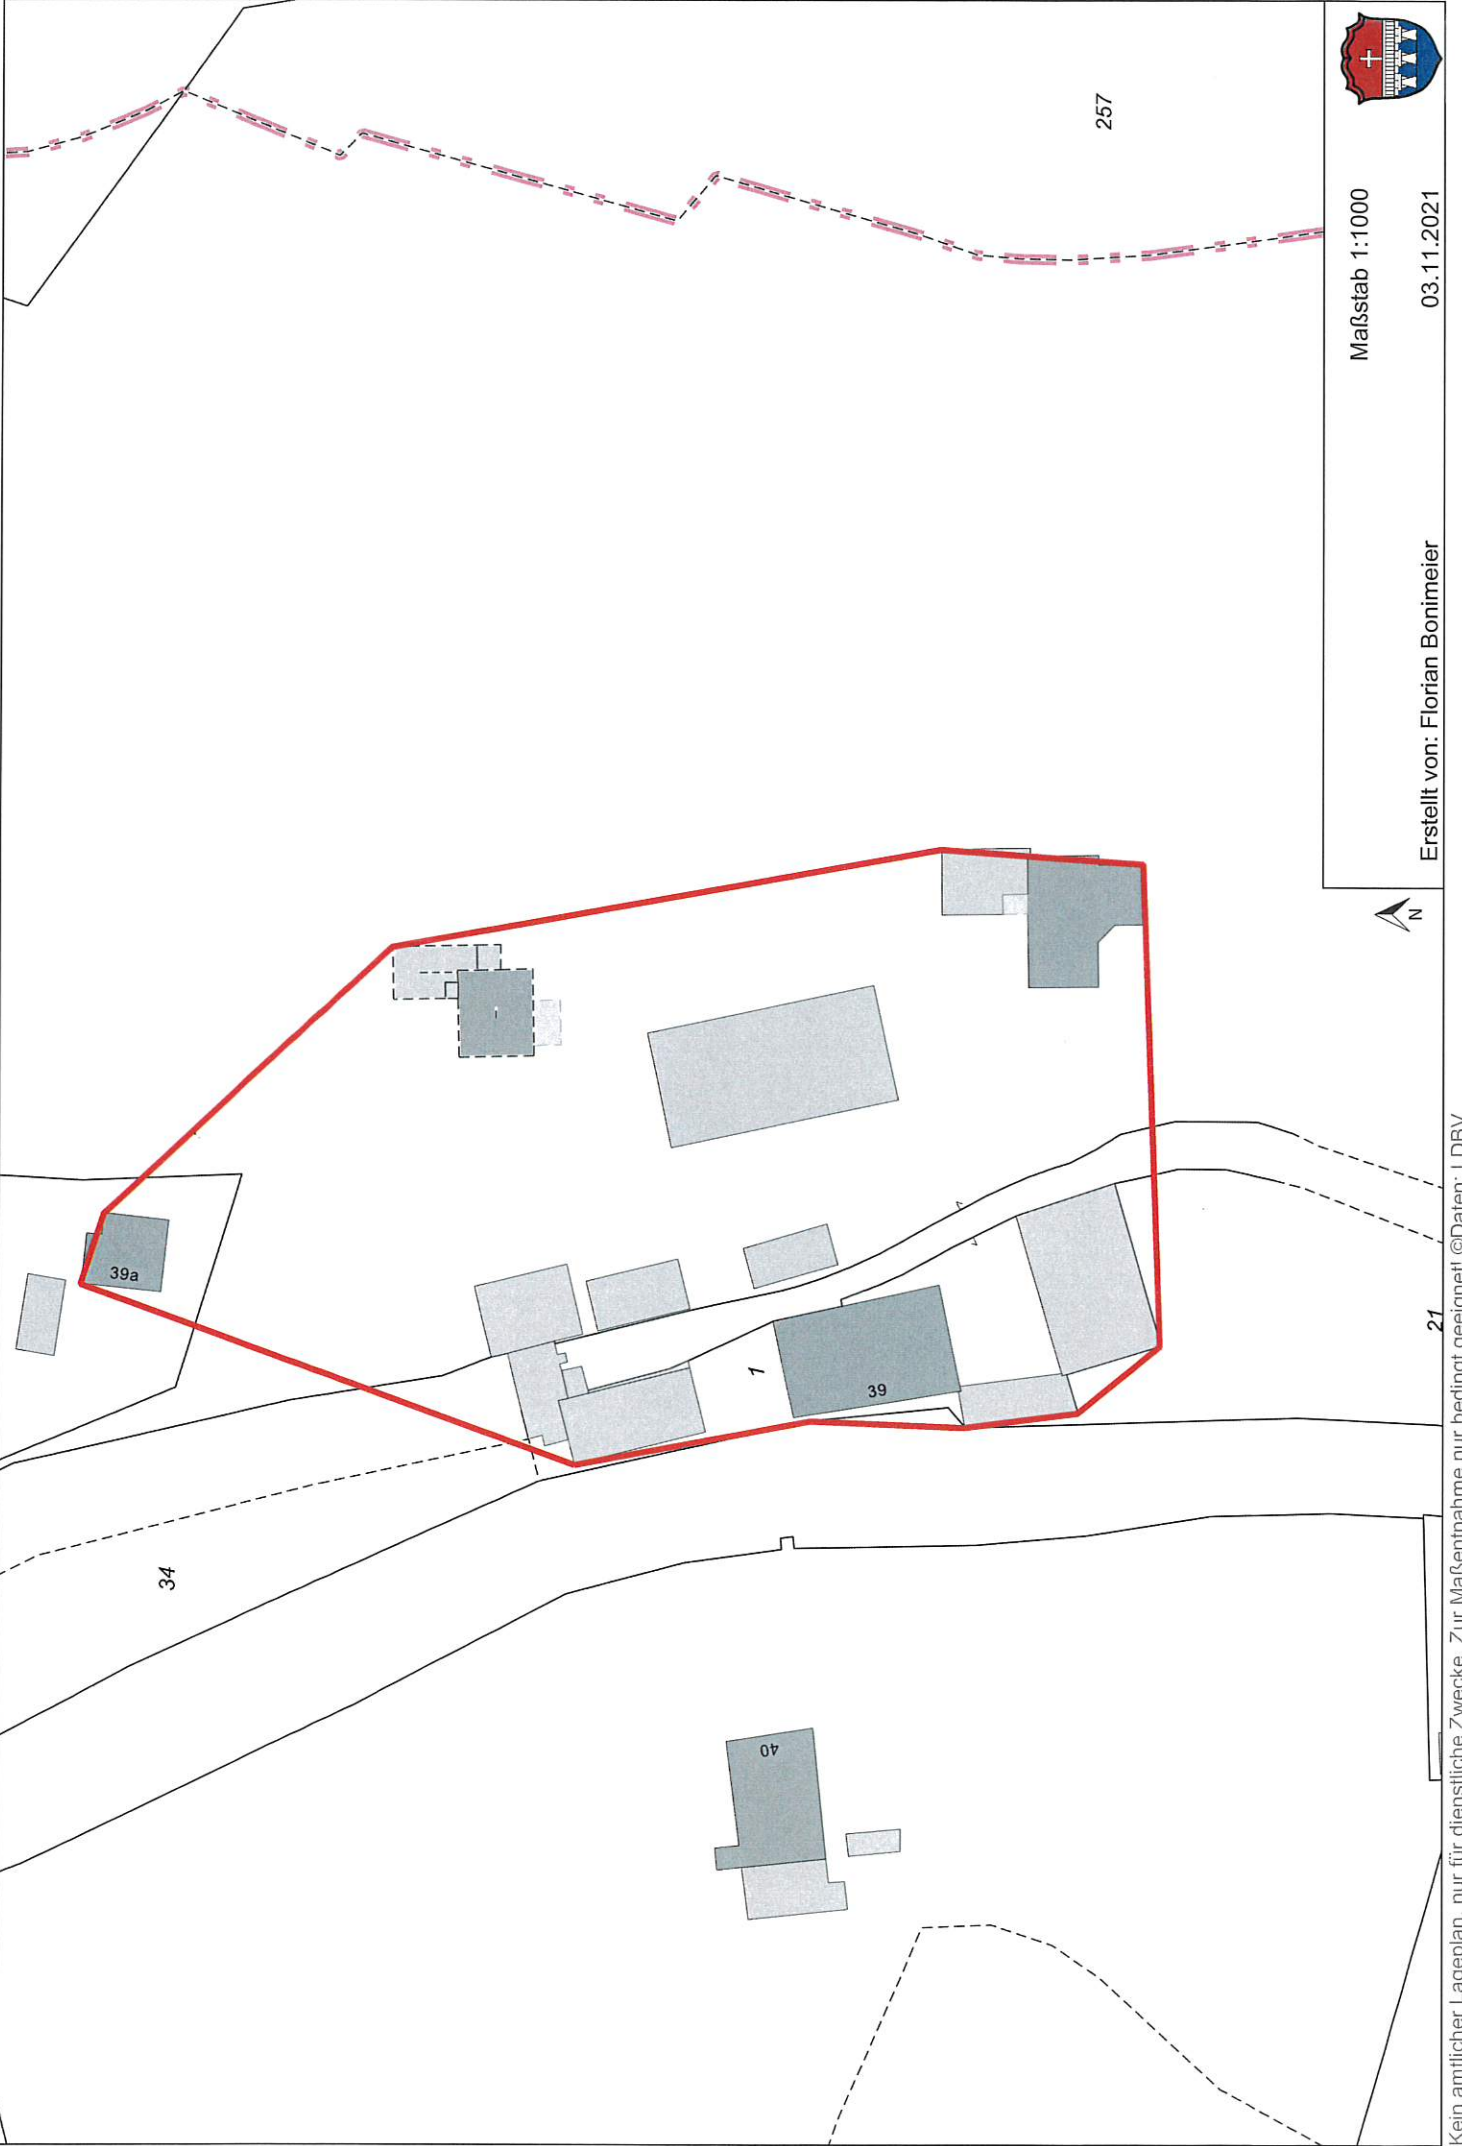 257
Maßstab 1:1000
03.11.2021
Erstellt von: Florian Bonimeier
N
39a
1
39
21
34
40
Kein amtlicher Lageplan, nur für dienstliche Zwecke. Zur Maßentnahme nur bedingt geeignet! ©Daten: LDBV